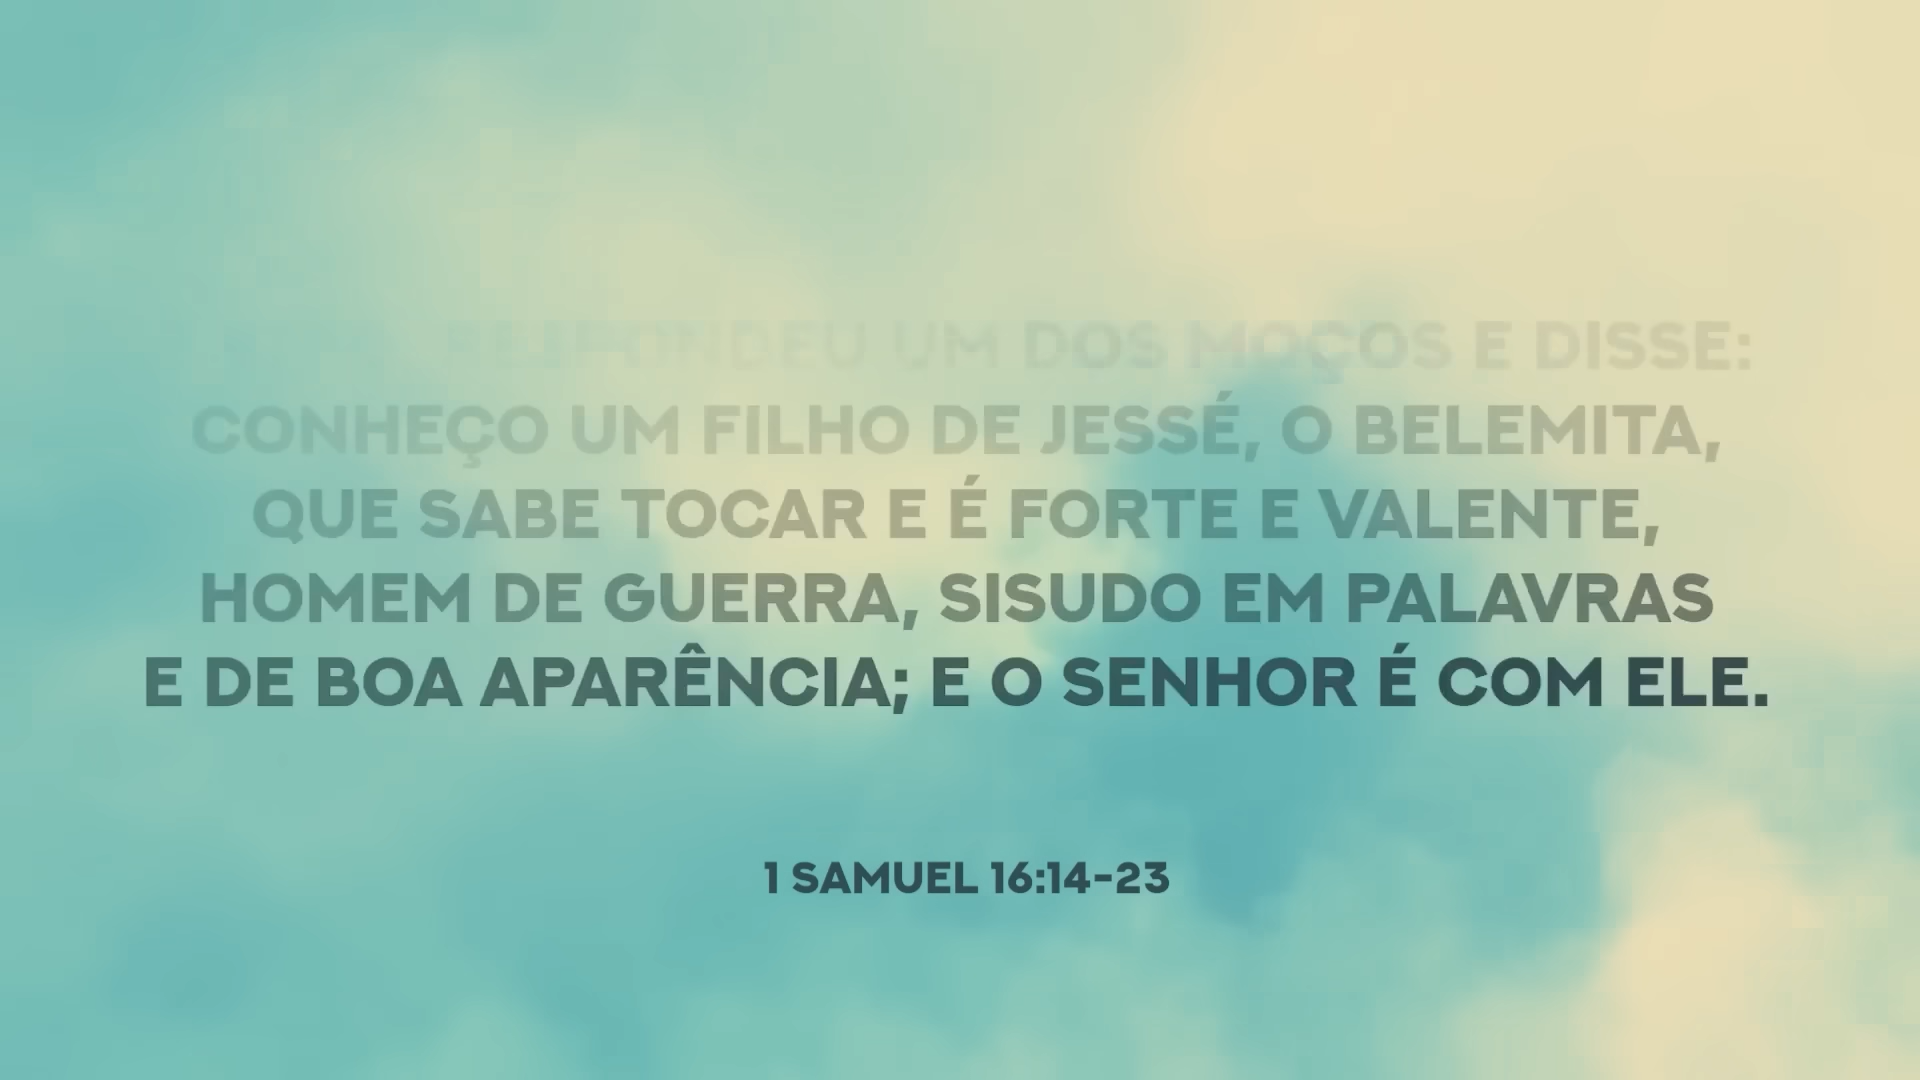 RESPONDEU UM DOS MOÇOS E DISSE:
CONHEÇO UM FILHO DE JESSÉ, O BELEMITA,
QUE SABE TOCAR E É FORTE E VALENTE,
HOMEM DE GUERRA, SISUDO EM PALAVRAS
E DE BOA APARÊNCIA; E O SENHOR É COM ELE.
1 SAMUEL 16:14-23